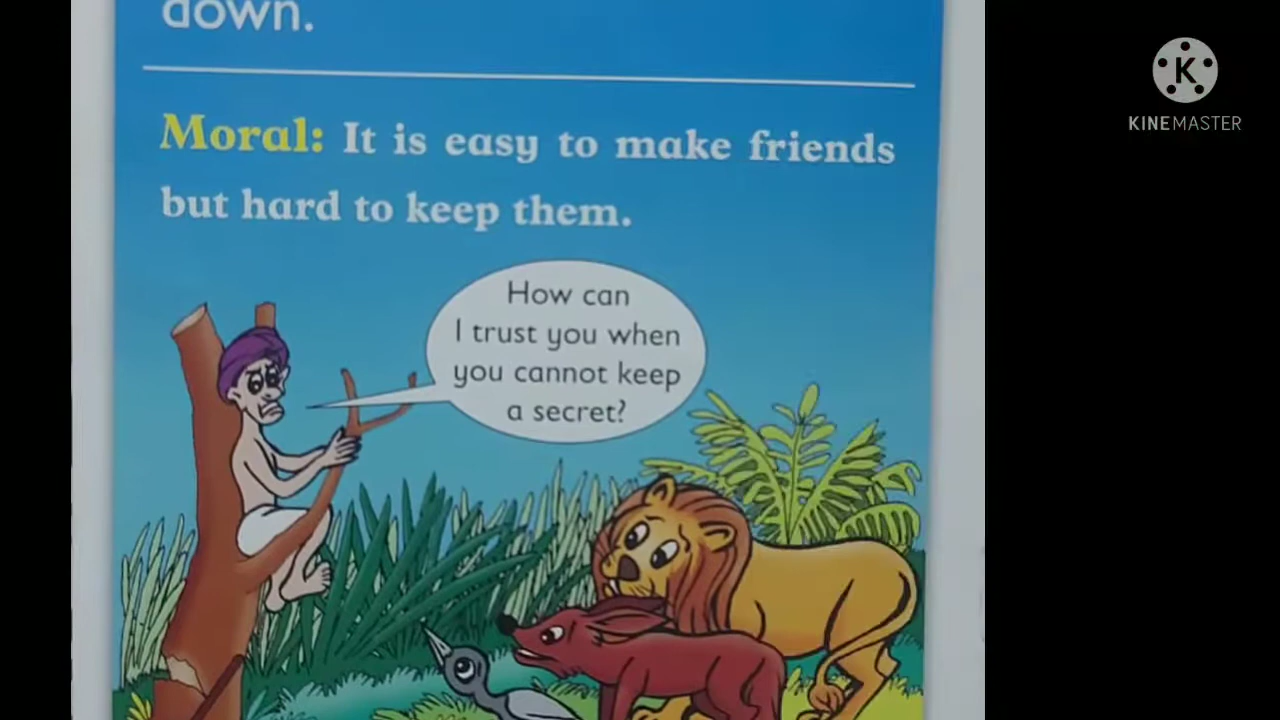 down.
Moral: It is easy to make friends
but hard to keep them.
How can
I trust you when
you cannot keep
a secret?
K
KINEMASTER